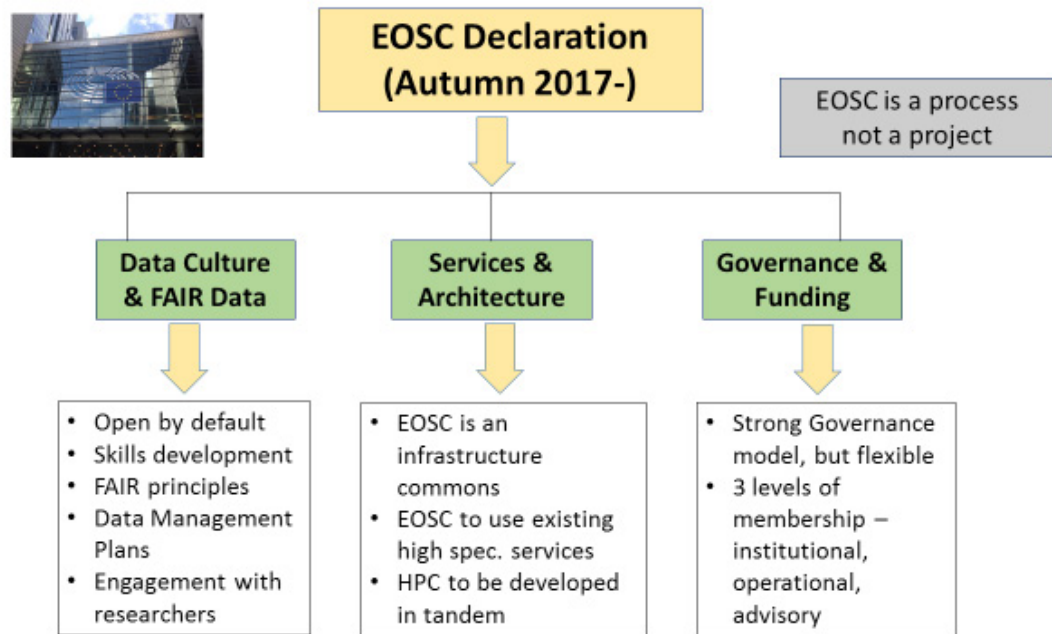 EOSC Declaration
(Autumn 2017-)
EOSC is a process
not a project
Data Culture
& FAIR Data
Services &
Architecture
Governance &
Funding
• Open by default
• Skills development
• FAIR principles
• Data Management
Plans
• Engagement with
researchers
• EOSC is an
infrastructure
commons
• EOSC to use existing
high spec. services
• HPC to be developed
in tandem
• Strong Governance
model, but flexible
• 3 levels of
membership –
institutional,
operational,
advisory